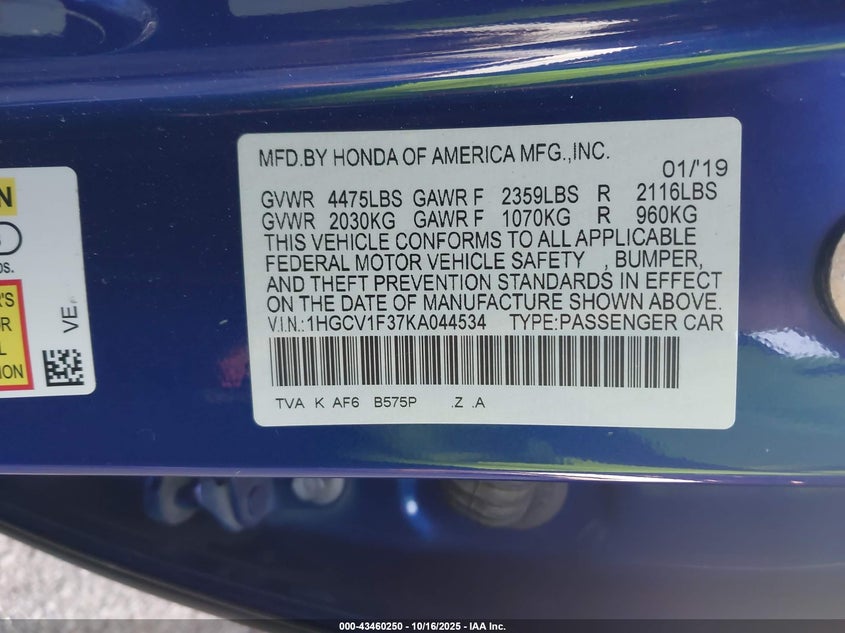 N
OS.
R'S
OR
L
ION
VE
MFD.BY HONDA OF AMERICA MFG.,INC.
01/'19
GVWR 4475LBS GAWR F 2359LBS R 2116LBS
GVWR 2030KG GAWR F 1070KG R 960KG
THIS VEHICLE CONFORMS TO ALL APPLICABLE
FEDERAL MOTOR VEHICLE SAFETY , BUMPER,
AND THEFT PREVENTION STANDARDS IN EFFECT
ON THE DATE OF MANUFACTURE SHOWN ABOVE.
V.I.N.:1HGCV1F37KA044534 TYPE:PASSENGER CAR
TVA K AF6 B575P .Z .A
000-43460250 - 10/16/2025 - IAA Inc.